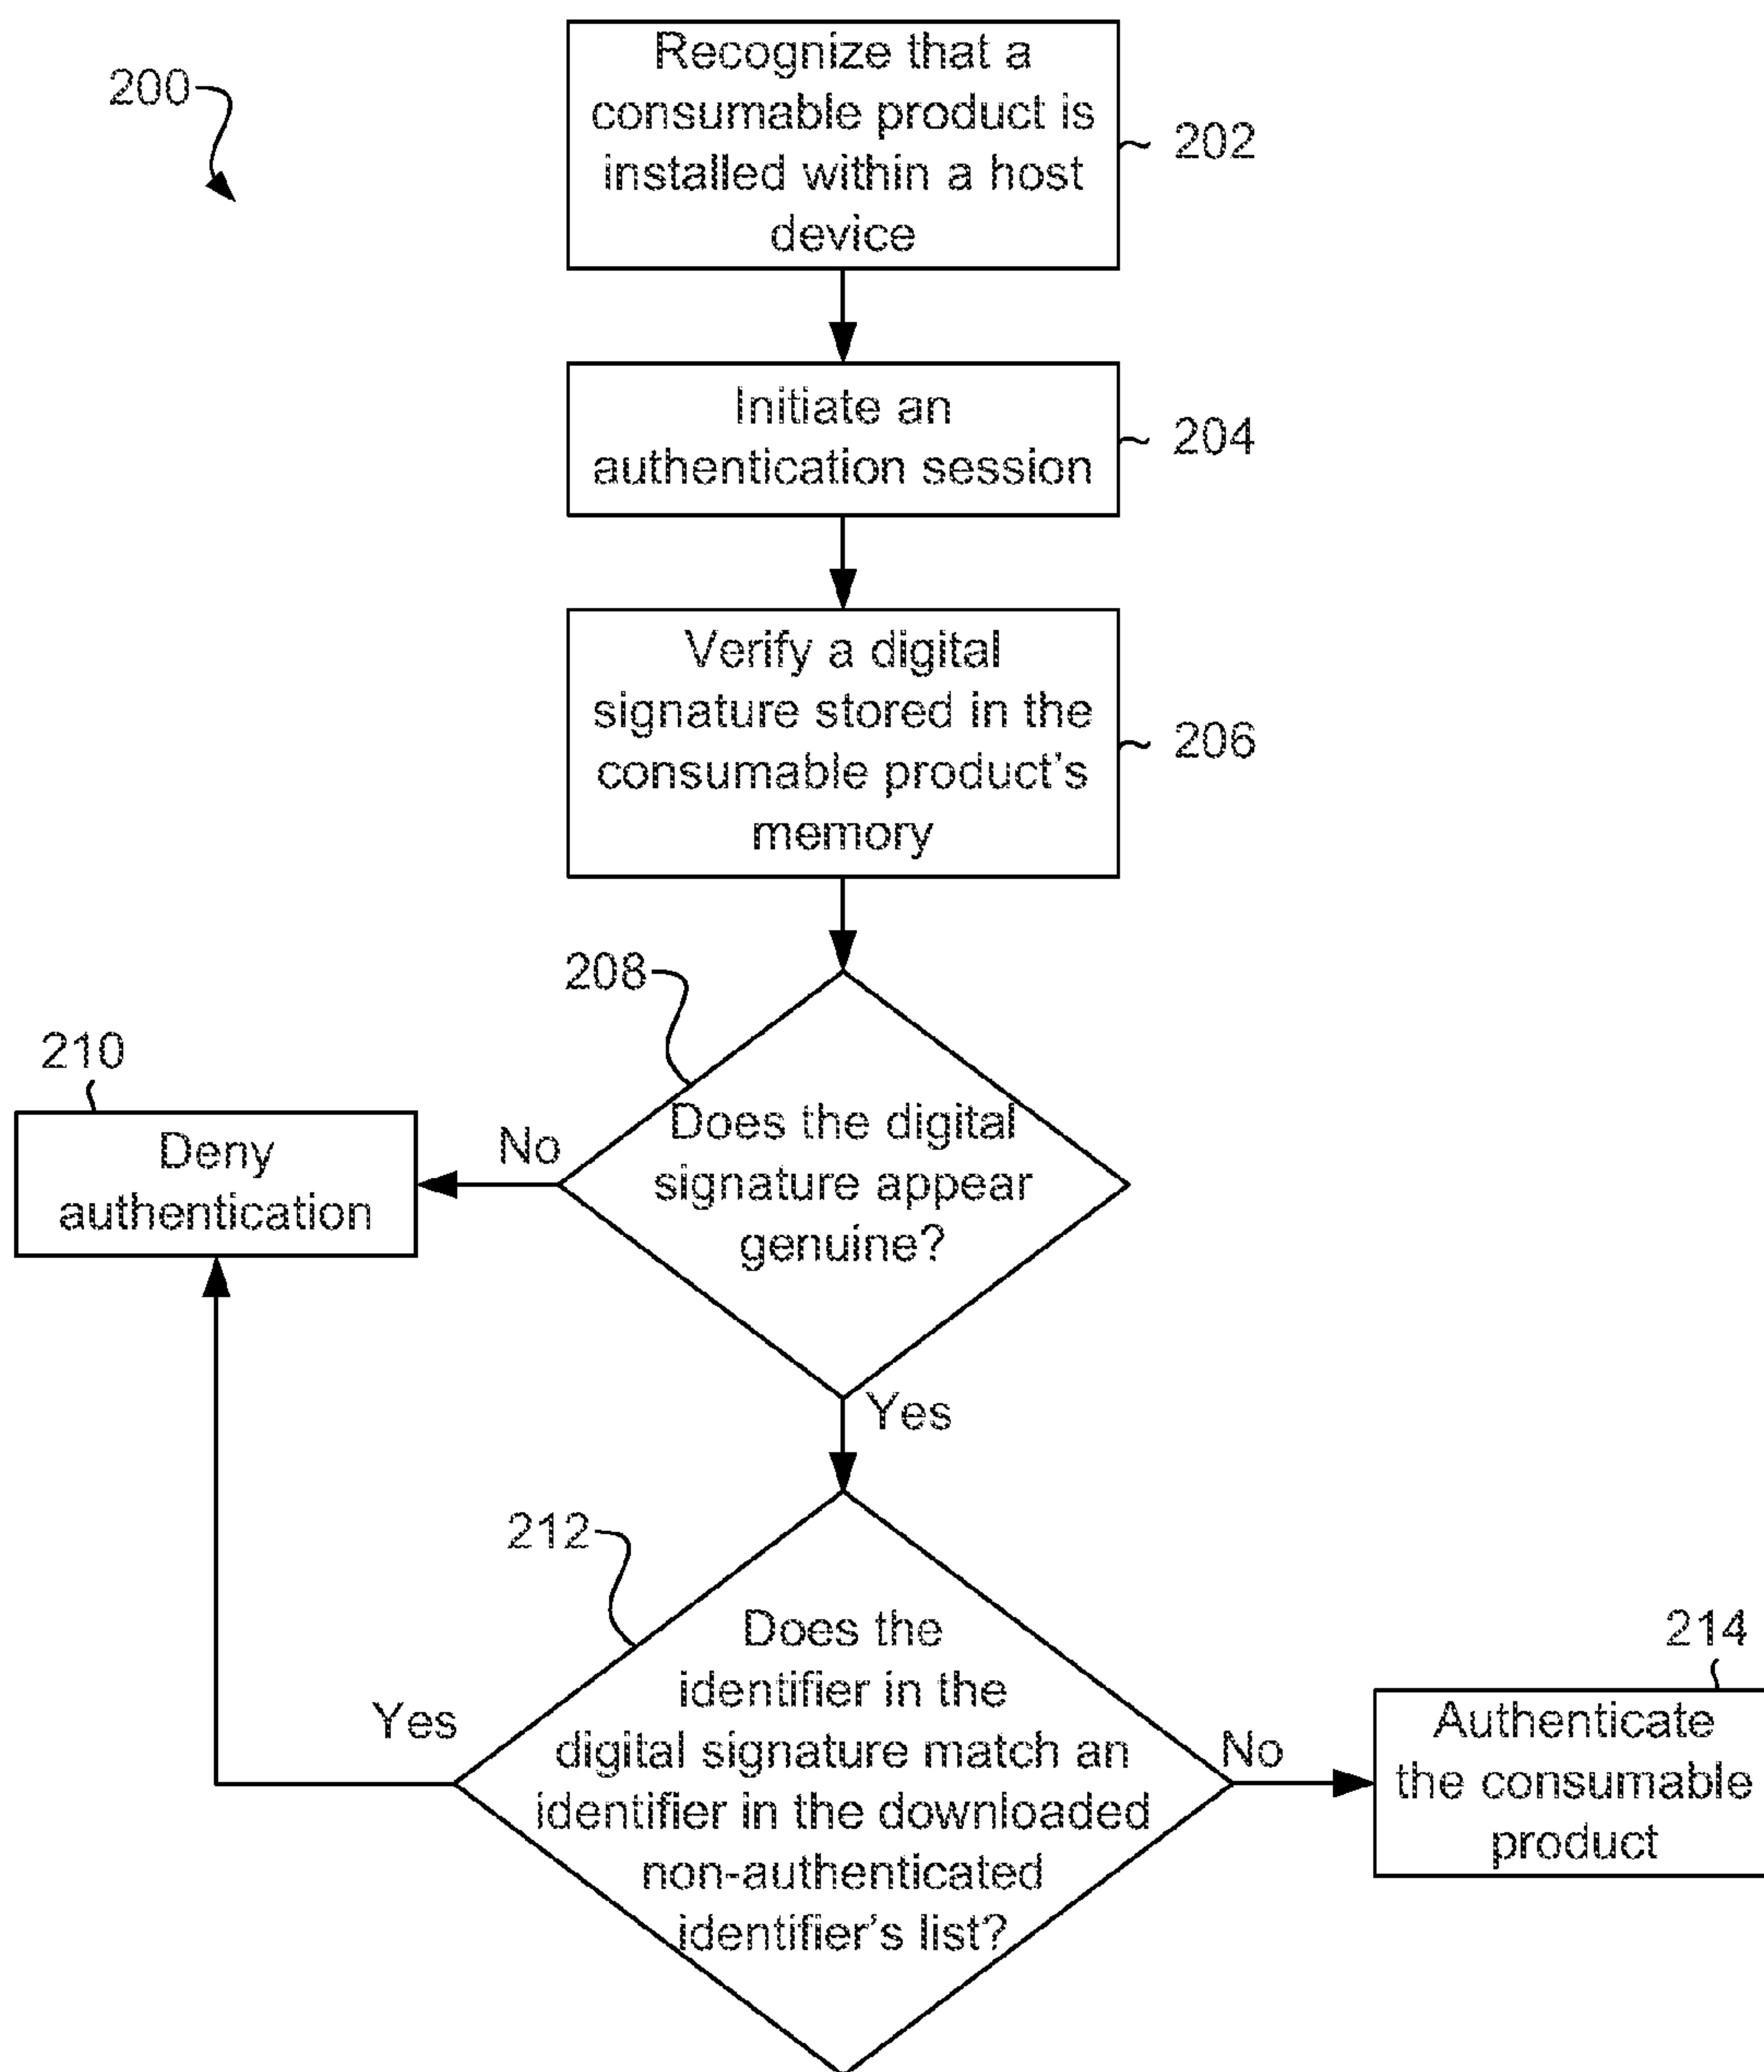 200
Recognize that a
consumable product is
installed within a host
device
202
Initiate an
authentication session
204
Verify a digital
signature stored in the
consumable product's
memory
206
208
Does the digital
signature appear
genuine?
No
210
Deny
authentication
Yes
212
Does the
identifier in the
digital signature match an
identifier in the downloaded
non-authenticated
identifier's list?
Yes
No
214
Authenticate
the consumable
product